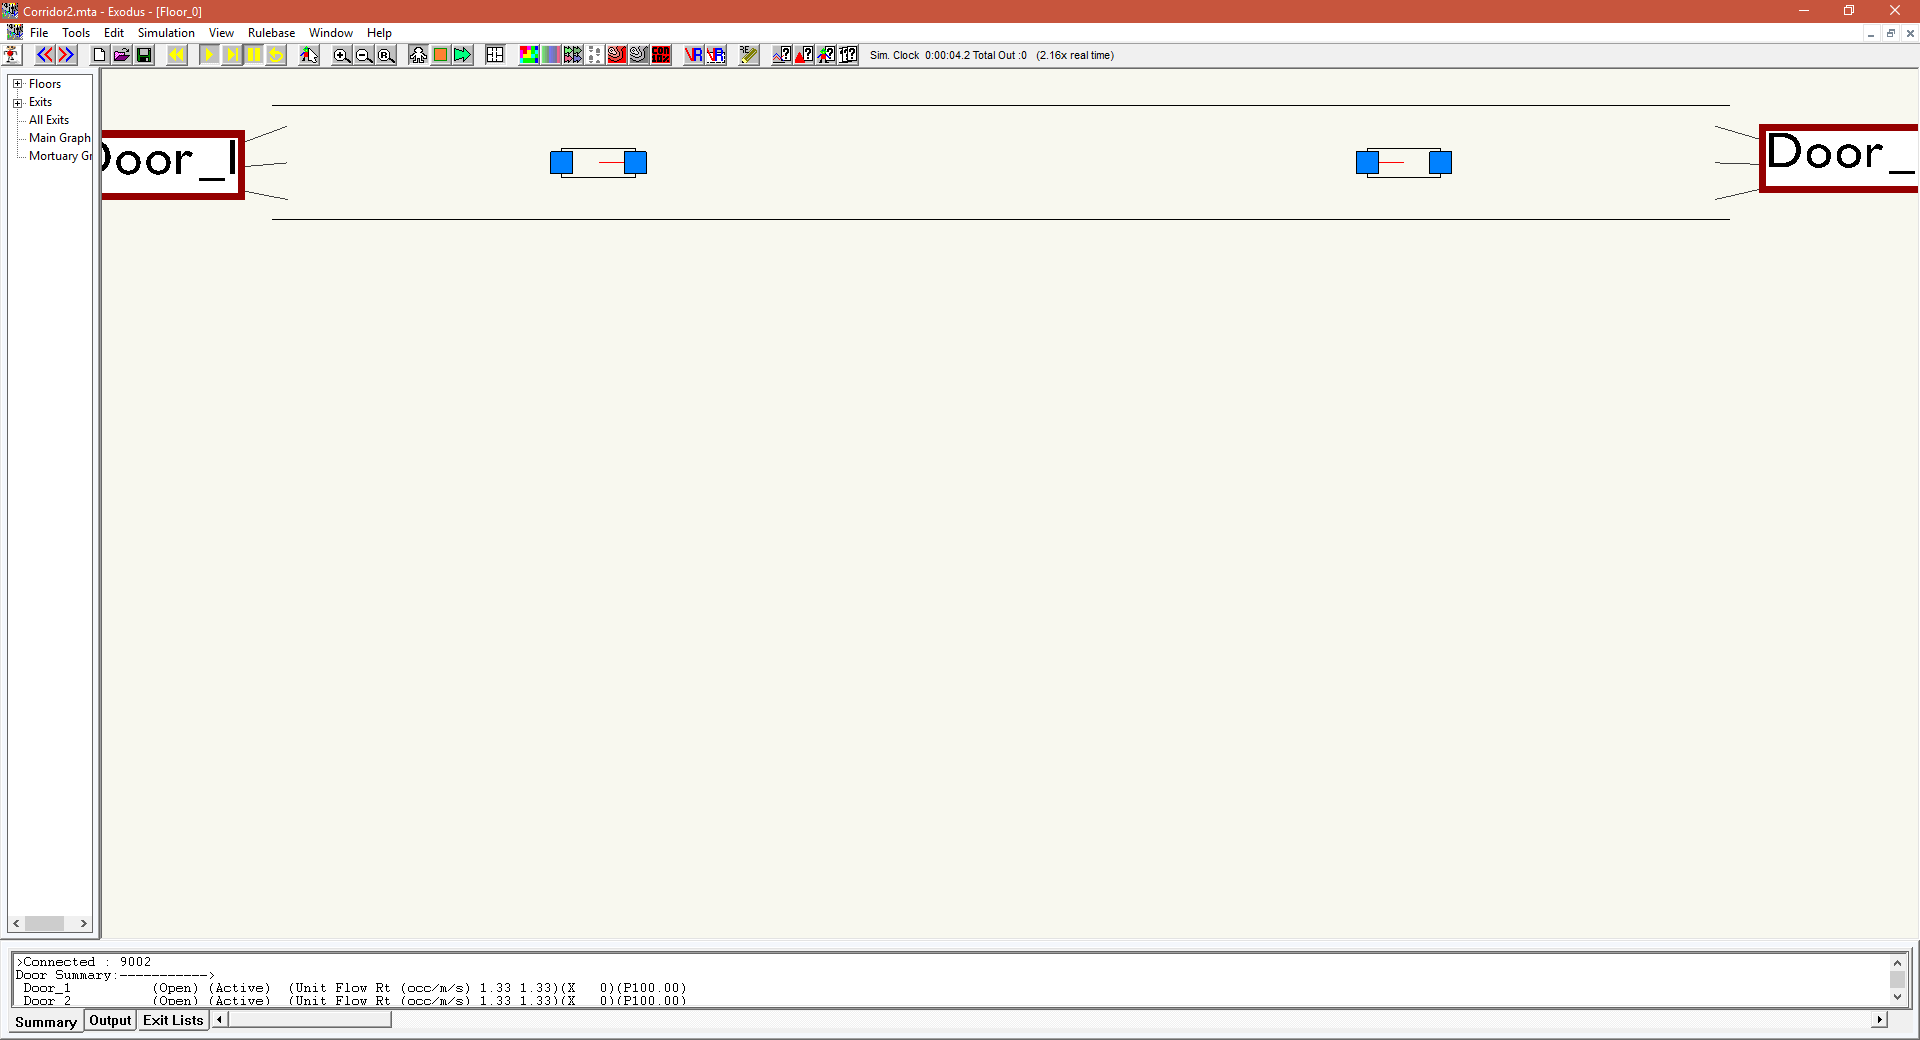 Corridor2.mta - Exodus - [Floor_0]
File Tools Edit Simulation View Rulebase Window Help
Sim. Clock 0:00:04.2 Total Out :0 (2.16x real time)
Floors
Exits
All Exits
Main Graph
Mortuary Gr
Door_
Door_
>Connected : 9002
Door Summary:----------->
Door_1 (Open) (Active) (Unit Flow Rt (occ/m/s) 1.33 1.33)(X 0)(P100.00)
Door_2 (Open) (Active) (Unit Flow Rt (occ/m/s) 1.33 1.33)(X 0)(P100.00)
Summary Output Exit Lists